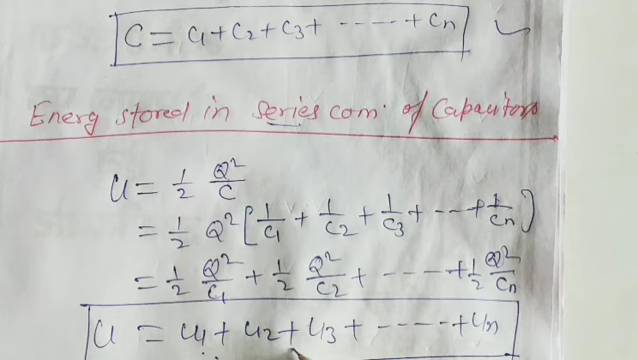 C = C1 + C2 + C3 + ------ + Cn
Energ stored in series com. of Capacitors
U = 1/2 Q²/C
= 1/2 Q² [1/C1 + 1/C2 + 1/C3 + --- + 1/Cn]
= 1/2 Q²/C1 + 1/2 Q²/C2 + ------ + 1/2 Q²/Cn
U = U1 + U2 + U3 + ------ + Un